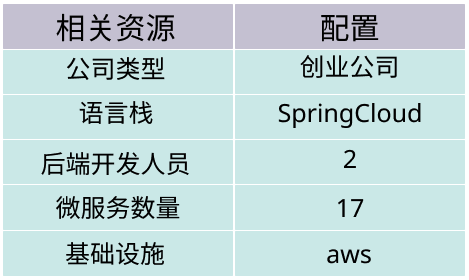 相关资源 配置
公司类型 创业公司
语言栈 SpringCloud
后端开发人员 2
微服务数量 17
基础设施 aws